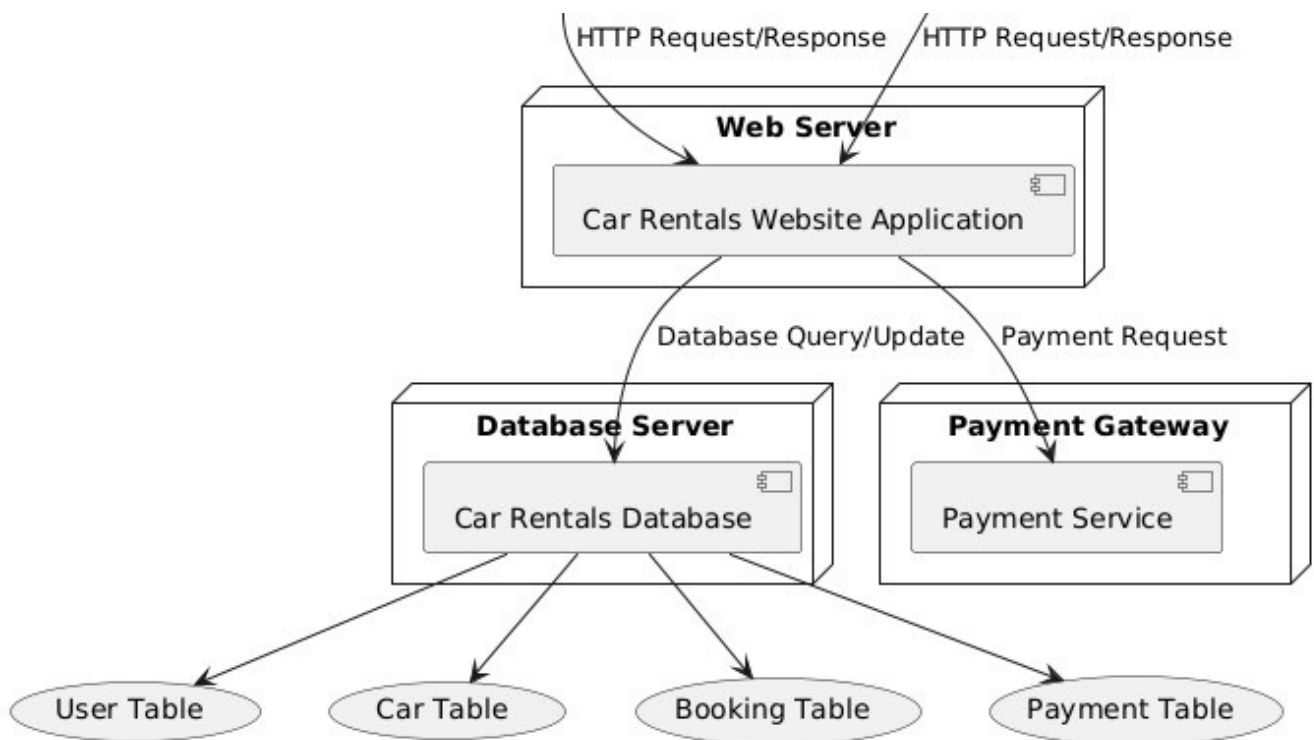 HTTP Request/Response
HTTP Request/Response
Web Server
Car Rentals Website Application
Database Query/Update
Payment Request
Database Server
Payment Gateway
Car Rentals Database
Payment Service
User Table
Car Table
Booking Table
Payment Table